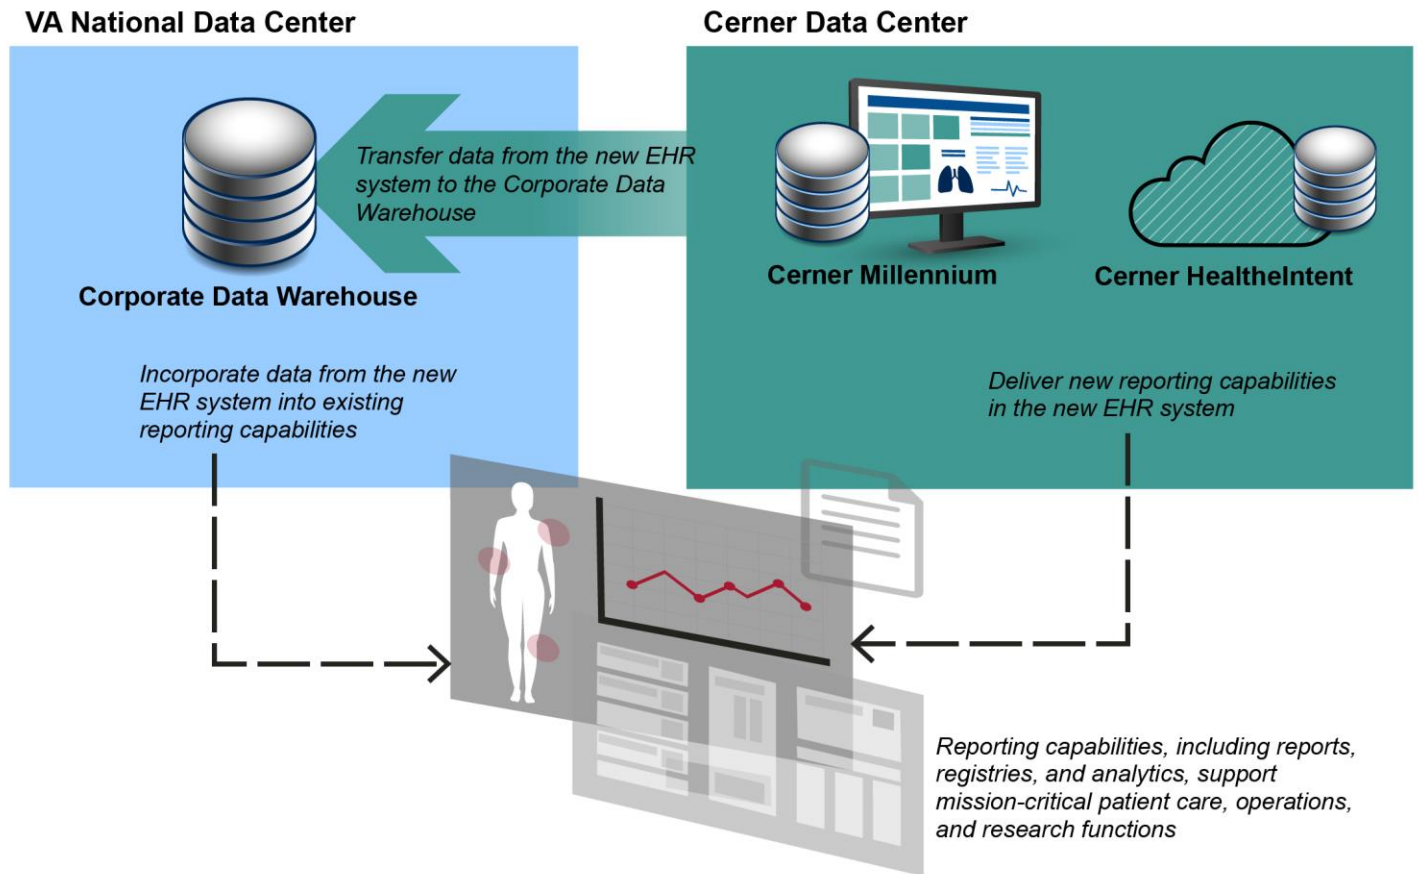 VA National Data Center
Cerner Data Center
Transfer data from the new EHR
system to the Corporate Data
Warehouse
Corporate Data Warehouse
Cerner Millennium
Cerner HealtheIntent
Incorporate data from the new
EHR system into existing
reporting capabilities
Deliver new reporting capabilities
in the new EHR system
Reporting capabilities, including reports,
registries, and analytics, support
mission-critical patient care, operations,
and research functions